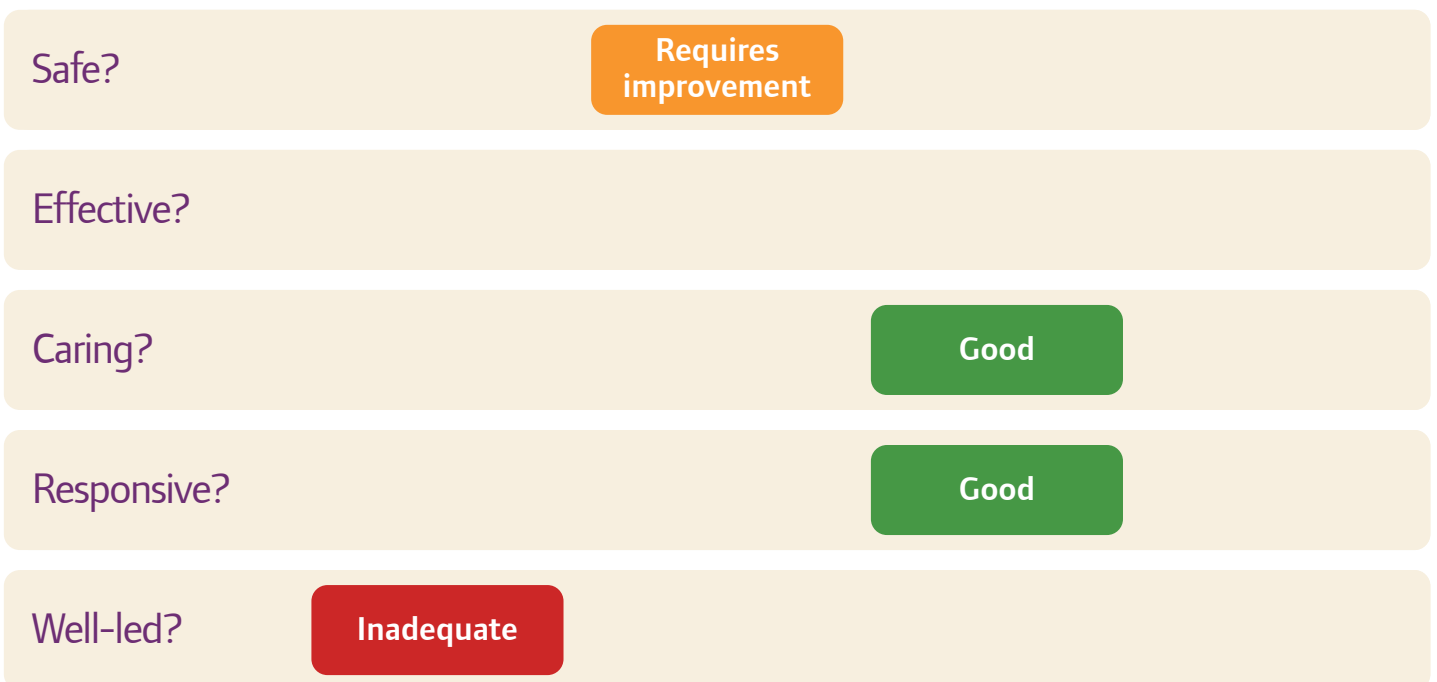 Safe?
Requires
improvement
Effective?
Caring?
Good
Responsive?
Good
Well-led?
Inadequate